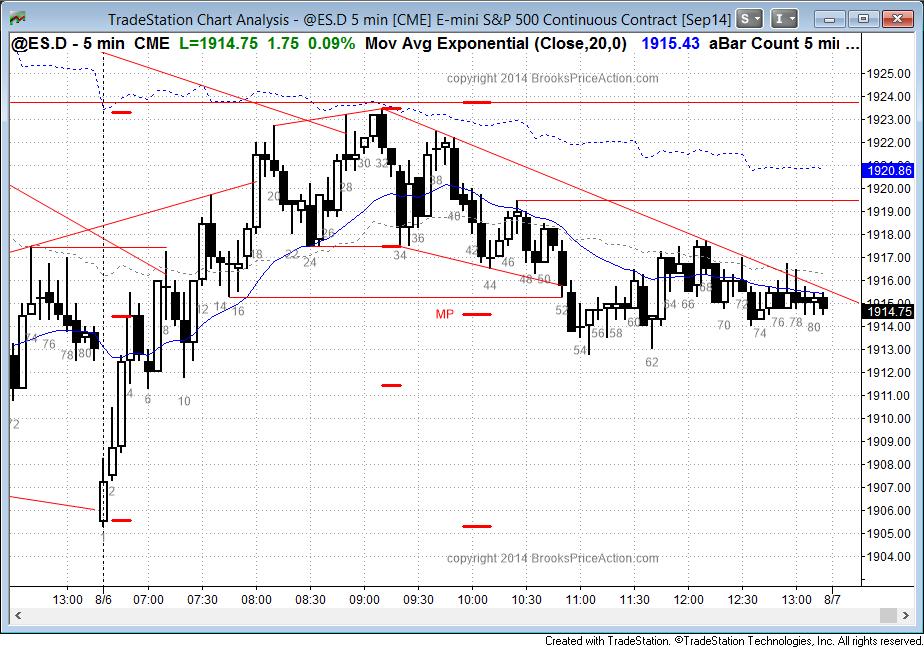 TradeStation Chart Analysis - @ES.D 5 min [CME] E-mini S&P 500 Continuous Contract [Sep14]
S
I
@ES.D - 5 min CME L=1914.75 1.75 0.09% Mov Avg Exponential (Close,20,0) 1915.43 aBar Count 5 min ...
copyright 2014 BrooksPriceAction.com
1925.00
1924.00
1923.00
1922.00
1920.86
1920.00
1919.00
1918.00
1917.00
1916.00
1914.75
1914.00
1913.00
1912.00
1911.00
1910.00
1909.00
1908.00
1907.00
1906.00
1905.00
1904.00
74 76 78 80
72
2 4 6 8 10 12 14 16 18 20 22 24 26 28 30 32 34 36 38 40 42 44 46 48 50 52 54 56 58 60 62 64 66 68 70 72 74 76 78 80
MP
copyright 2014 BrooksPriceAction.com
13:00 8/6 07:00 07:30 08:00 08:30 09:00 09:30 10:00 10:30 11:00 11:30 12:00 12:30 13:00 8/7
Created with TradeStation. ©TradeStation Technologies, Inc. All rights reserved.